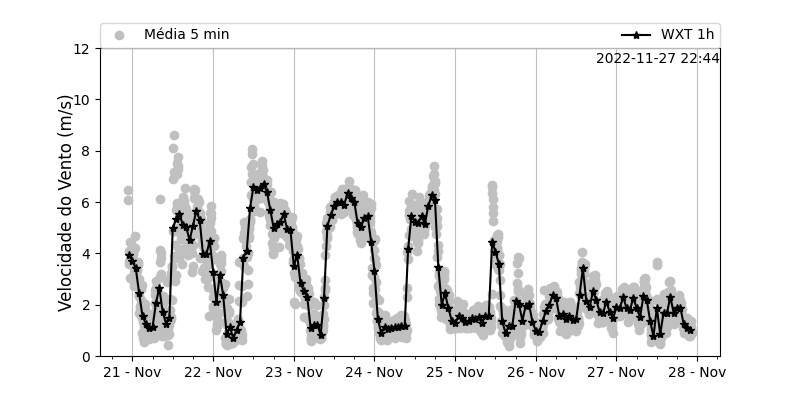 Média 5 min
WXT 1h
2022-11-27 22:44
Velocidade do Vento (m/s)
12
10
8
6
4
2
0
21 - Nov
22 - Nov
23 - Nov
24 - Nov
25 - Nov
26 - Nov
27 - Nov
28 - Nov